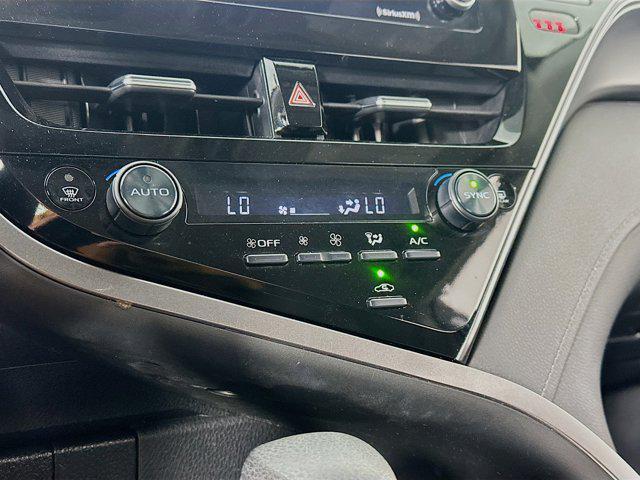 ((SiriusXM))
AUTO
FRONT
LO
LO
SYNC
OFF
A/C